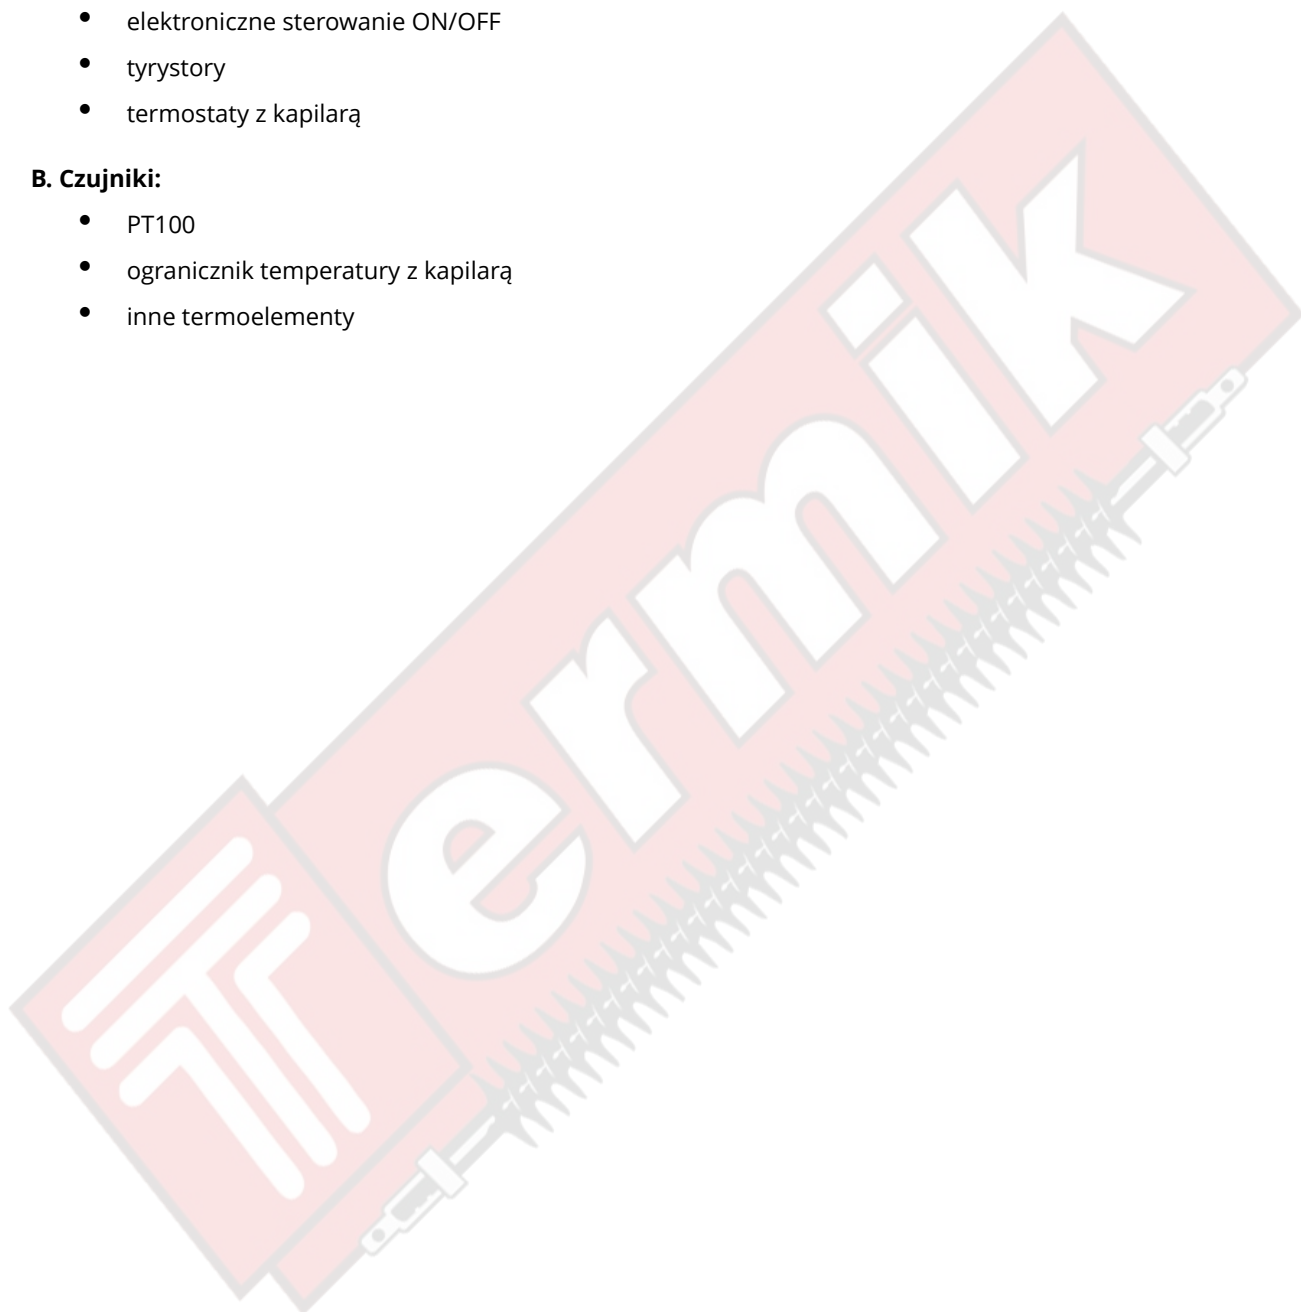 • elektroniczne sterowanie ON/OFF
• tyrystory
• termostaty z kapilarą
B. Czujniki:
• PT100
• ogranicznik temperatury z kapilarą
• inne termoelementy
Termik